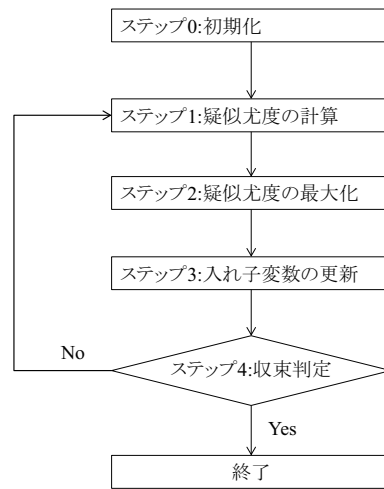 ステップ0:初期化
ステップ1:疑似尤度の計算
ステップ2:疑似尤度の最大化
ステップ3:入れ子変数の更新
No
ステップ4:収束判定
Yes
終了